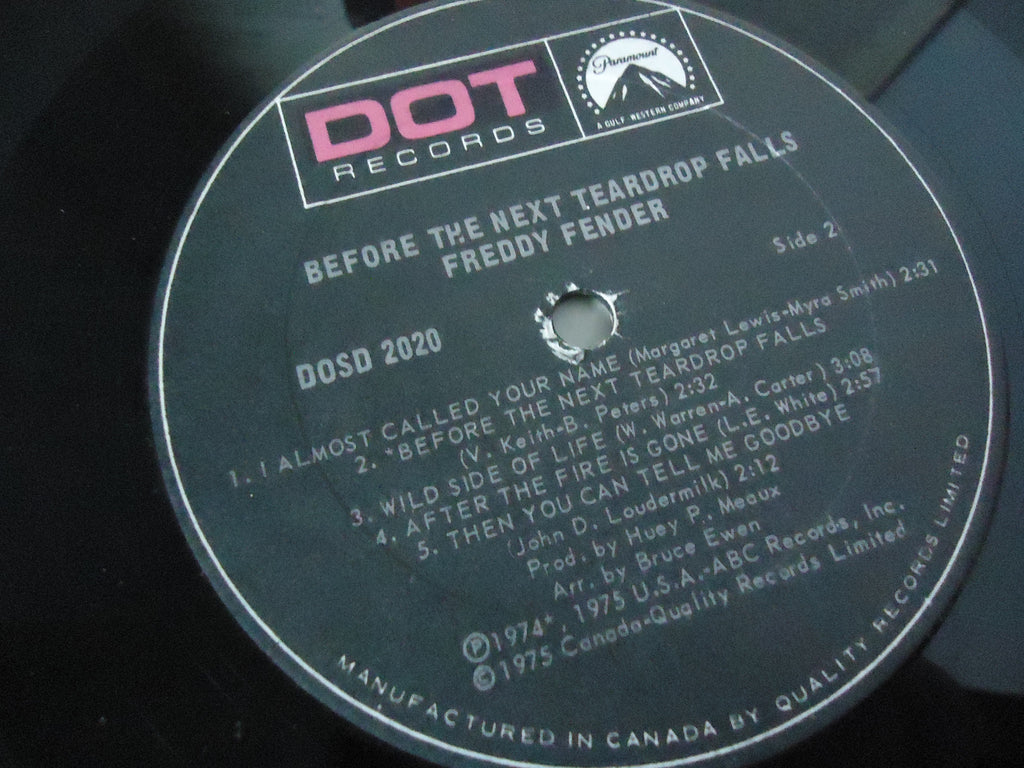 DOT
RECORDS
Paramount
A GULF + WESTERN COMPANY
BEFORE THE NEXT TEARDROP FALLS
FREDDY FENDER
Side 2
DOSD 2020
1. I ALMOST CALLED YOUR NAME (Margaret Lewis-Myra Smith) 2:31
2. *BEFORE THE NEXT TEARDROP FALLS
(V. Keith-B. Peters) 2:32
3. WILD SIDE OF LIFE (W. Warren-A. Carter) 3:08
4. AFTER THE FIRE IS GONE (L.E. White) 2:57
5. THEN YOU CAN TELL ME GOODBYE
(John D. Loudermilk) 2:12
Prod. by Huey P. Meaux
Arr. by Bruce Ewen
Ⓟ1974*, 1975 U.S.A.-ABC Records, Inc.
©1975 Canada-Quality Records Limited
MANUFACTURED IN CANADA BY QUALITY RECORDS LIMITED